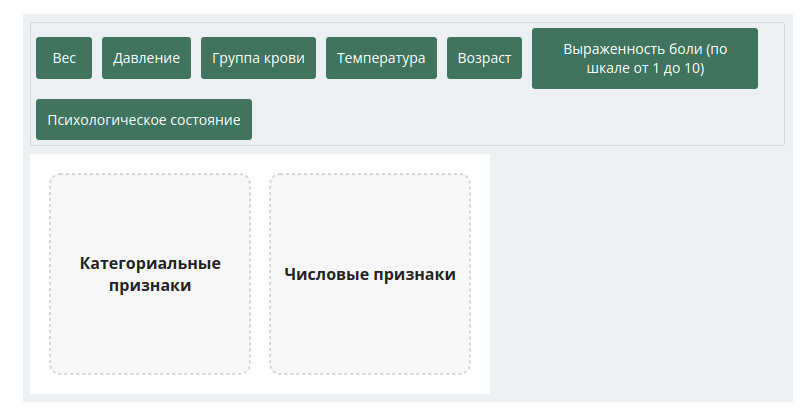 Вес
Давление
Группа крови
Температура
Возраст
Выраженность боли (по
шкале от 1 до 10)
Психологическое состояние
Категориальные
признаки
Числовые признаки